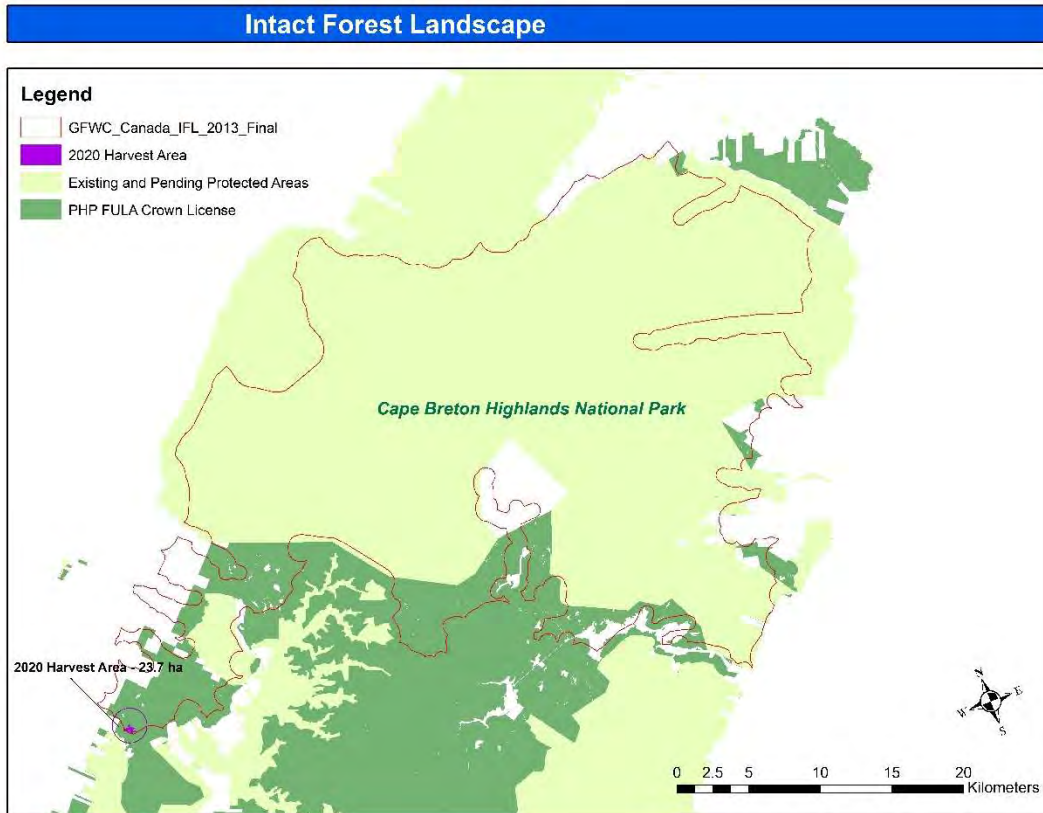 Intact Forest Landscape
Legend
GFWC_Canada_IFL_2013_Final
2020 Harvest Area
Existing and Pending Protected Areas
PHP FULA Crown License
Cape Breton Highlands National Park
2020 Harvest Area - 23.7 ha
N
W E
S
0 2.5 5 10 15 20
Kilometers